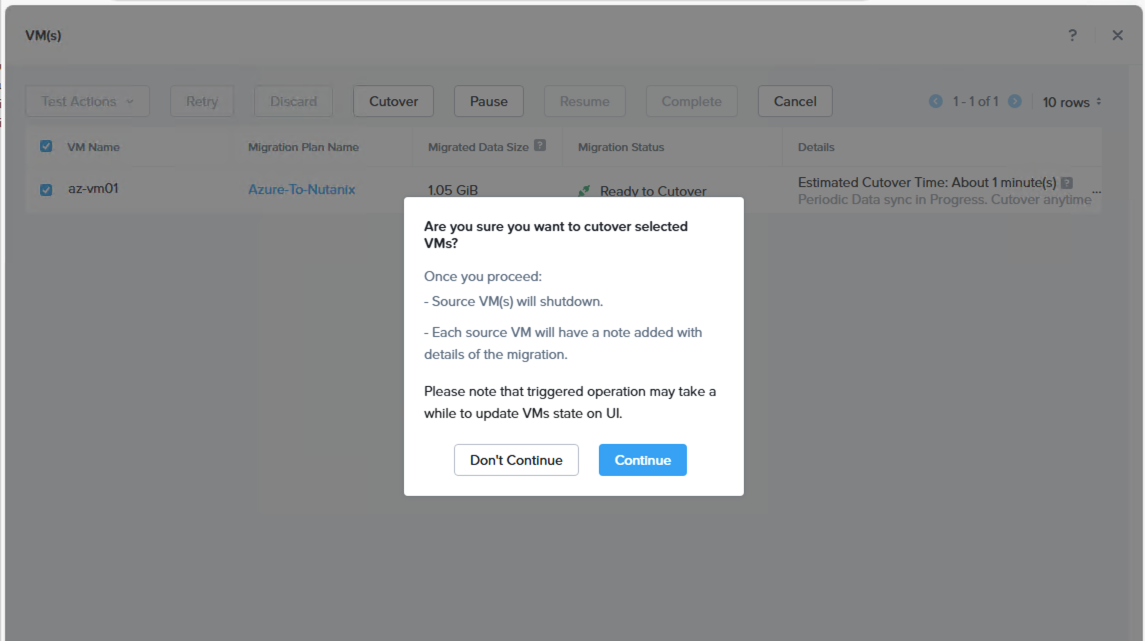 VM(s)
?
Test Actions Retry Discard Cutover Pause Resume Complete Cancel 1 - 1 of 1 10 rows
VM Name Migration Plan Name Migrated Data Size ? Migration Status Details
az-vm01 Azure-To-Nutanix 1.05 GiB Ready to Cutover Estimated Cutover Time: About 1 minute(s) ? ...
Periodic Data sync in Progress. Cutover anytime
Are you sure you want to cutover selected
VMs?
Once you proceed:
- Source VM(s) will shutdown.
- Each source VM will have a note added with
details of the migration.
Please note that triggered operation may take a
while to update VMs state on UI.
Don't Continue Continue